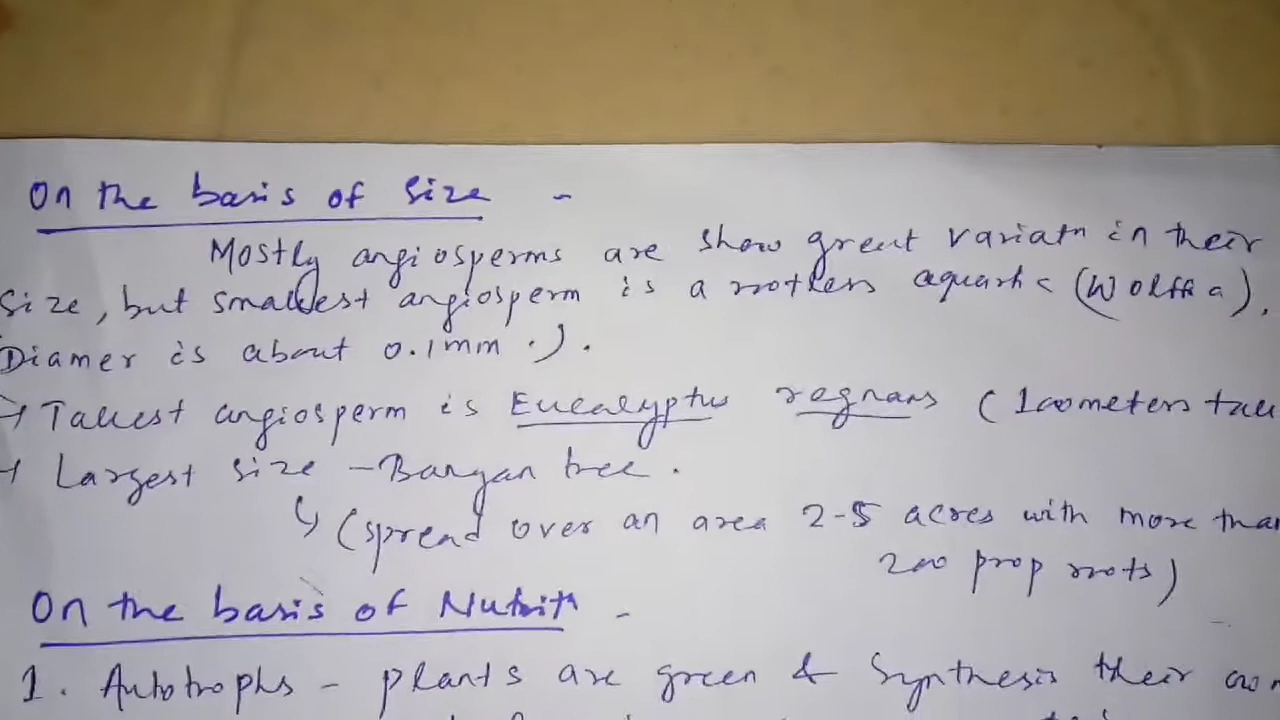 On the basis of Size -
Mostly angiosperms are show great variatn in their
Size, but smallest angiosperm is a rootless aquatic (Wolffia),
Diamer is about 0.1mm .).
→ Tallest angiosperm is Eucalyptus regnans (100meters tall
→ Largest size - Banyan tree.
↳ (spread over an area 2-5 acres with more than
200 prop roots)
On the basis of Nutritn -
1. Autotrophs - plants are green & Synthesis their own